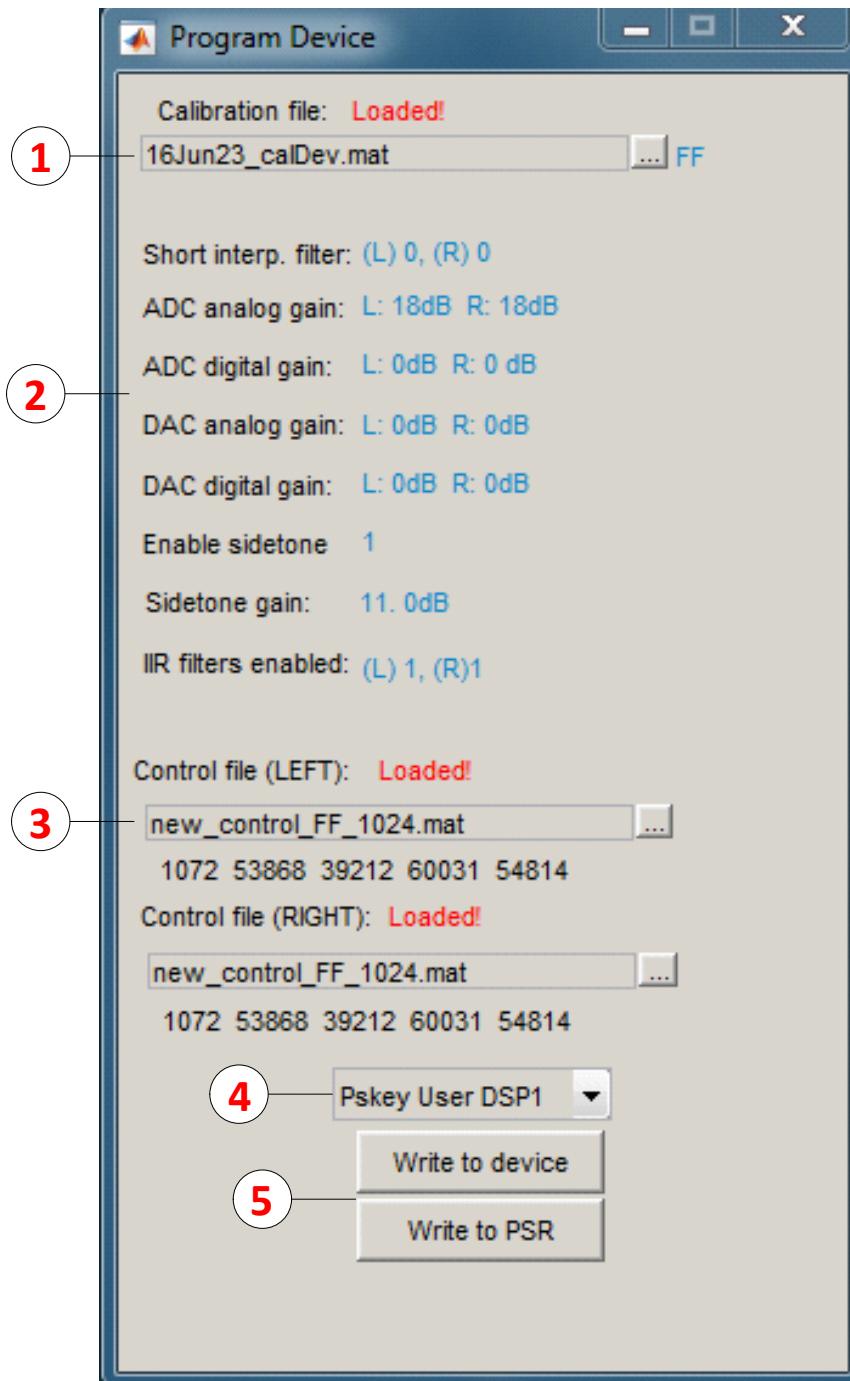 Program Device
Calibration file: Loaded!
1
16Jun23_calDev.mat ... FF
Short interp. filter: (L) 0, (R) 0
ADC analog gain: L: 18dB R: 18dB
ADC digital gain: L: 0dB R: 0 dB
2
DAC analog gain: L: 0dB R: 0dB
DAC digital gain: L: 0dB R: 0dB
Enable sidetone 1
Sidetone gain: 11. 0dB
IIR filters enabled: (L) 1, (R)1
Control file (LEFT): Loaded!
3
new_control_FF_1024.mat ...
1072 53868 39212 60031 54814
Control file (RIGHT): Loaded!
new_control_FF_1024.mat ...
1072 53868 39212 60031 54814
4
Pskey User DSP1
Write to device
5
Write to PSR